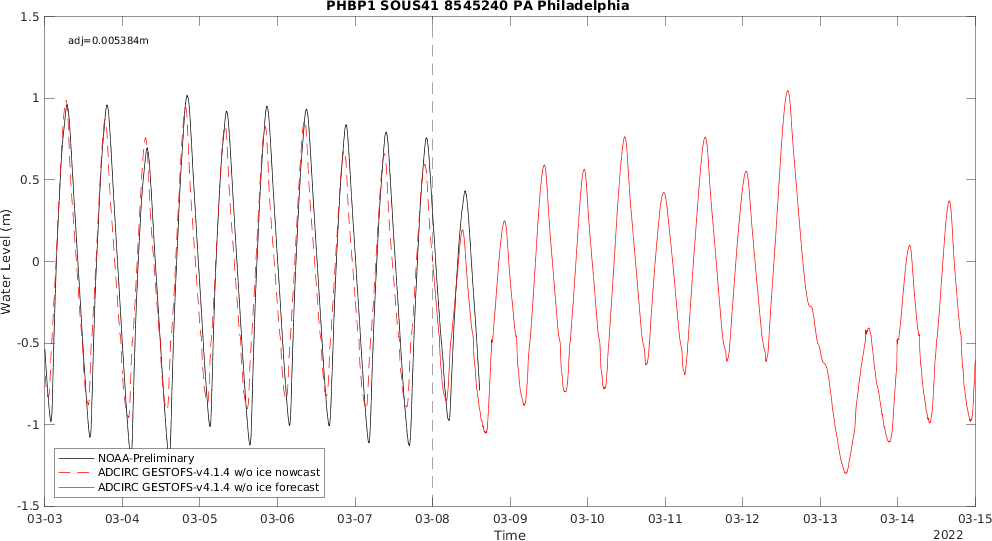 PHBP1 SOUS41 8545240 PA Philadelphia
1.5
adj=0.005384m
1
0.5
0
-0.5
-1
-1.5
Water Level (m)
NOAA-Preliminary
ADCIRC GESTOFS-v4.1.4 w/o ice nowcast
ADCIRC GESTOFS-v4.1.4 w/o ice forecast
03-03 03-04 03-05 03-06 03-07 03-08 03-09 03-10 03-11 03-12 03-13 03-14 03-15
Time
2022